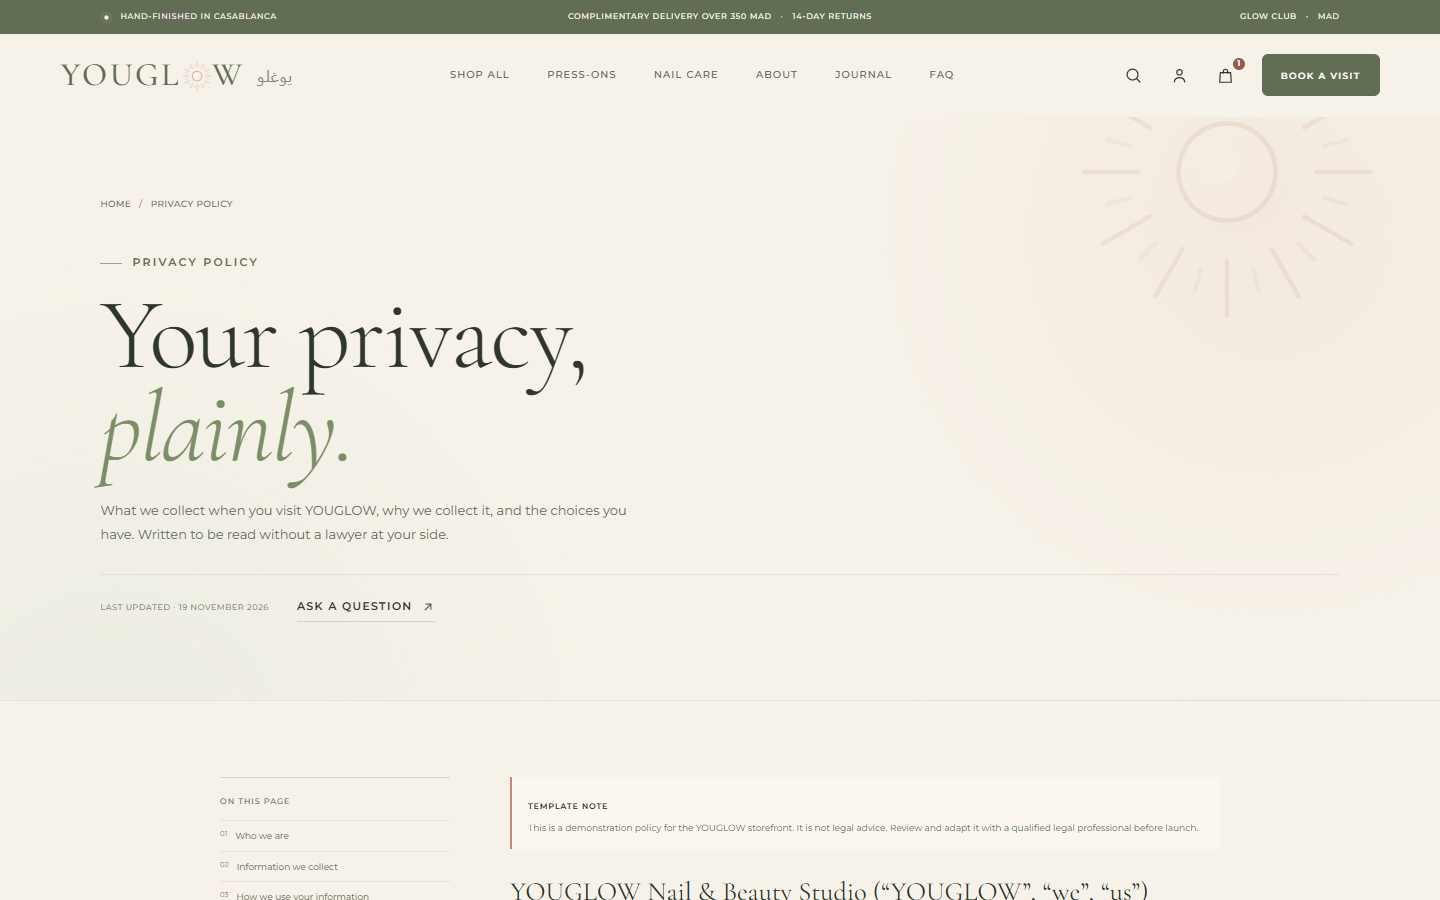 HAND-FINISHED IN CASABLANCA
COMPLIMENTARY DELIVERY OVER 350 MAD · 14-DAY RETURNS
GLOW CLUB · MAD
YOUGLOW يوغلو
SHOP ALL
PRESS-ONS
NAIL CARE
ABOUT
JOURNAL
FAQ
1
BOOK A VISIT
HOME / PRIVACY POLICY
PRIVACY POLICY
Your privacy,
plainly.
What we collect when you visit YOUGLOW, why we collect it, and the choices you
have. Written to be read without a lawyer at your side.
LAST UPDATED · 19 NOVEMBER 2026
ASK A QUESTION
ON THIS PAGE
01 Who we are
02 Information we collect
03 How we use your information
TEMPLATE NOTE
This is a demonstration policy for the YOUGLOW storefront. It is not legal advice. Review and adapt it with a qualified legal professional before launch.
YOUGLOW Nail & Beauty Studio (“YOUGLOW”, “we”, “us”)